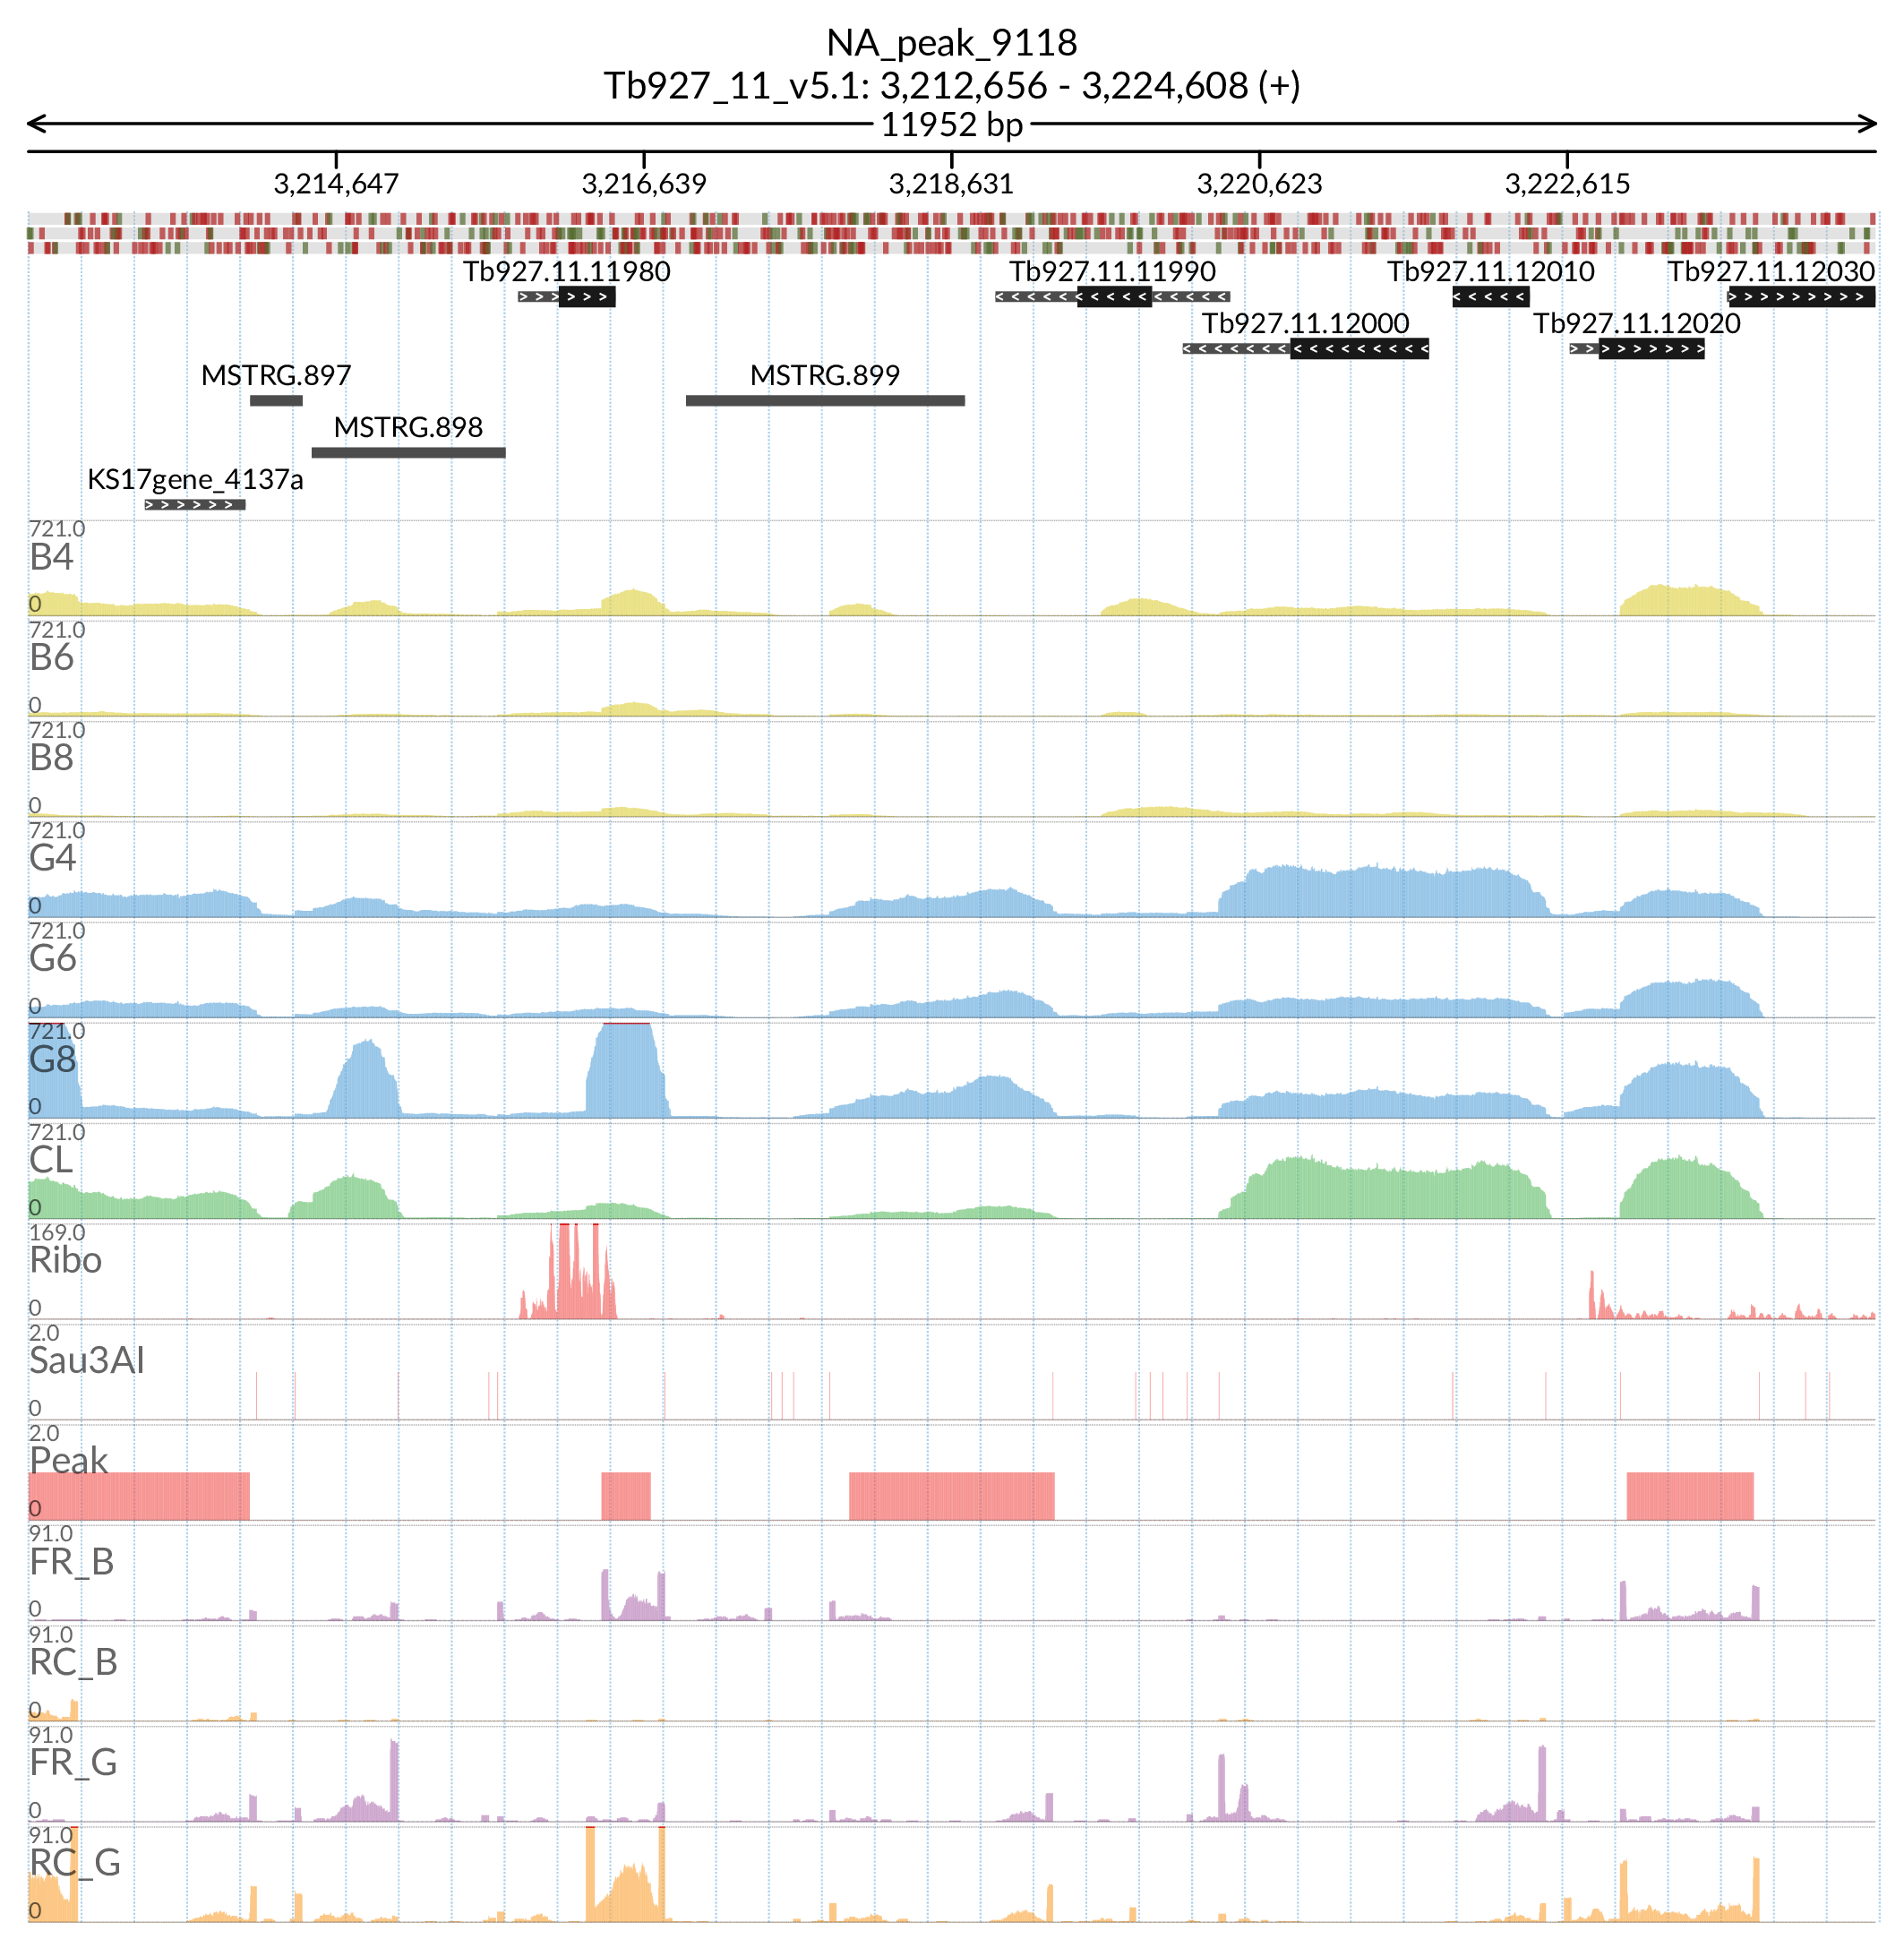 NA_peak_9118
Tb927_11_v5.1: 3,212,656 - 3,224,608 (+)
11952 bp
3,214,647 3,216,639 3,218,631 3,220,623 3,222,615
Tb927.11.11980 Tb927.11.11990 Tb927.11.12010 Tb927.11.12030
Tb927.11.12000 Tb927.11.12020
MSTRG.897 MSTRG.899
MSTRG.898
KS17gene_4137a
721.0
B4
0
721.0
B6
0
721.0
B8
0
721.0
G4
0
721.0
G6
0
721.0
G8
0
721.0
CL
0
169.0
Ribo
0
2.0
Sau3AI
0
2.0
Peak
0
91.0
FR_B
0
91.0
RC_B
0
91.0
FR_G
0
91.0
RC_G
0